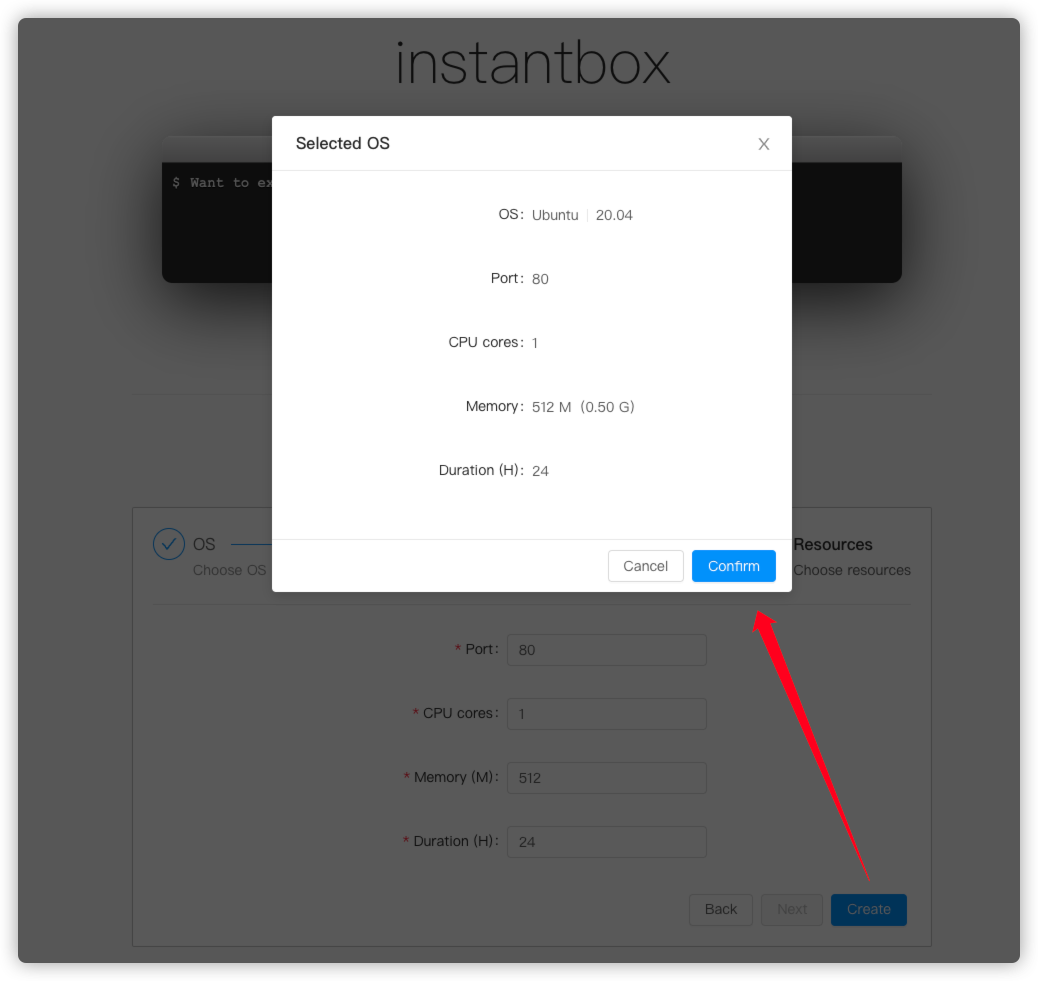 instantbox
Selected OS
$ Want to ex
OS: Ubuntu 20.04
Port: 80
CPU cores: 1
Memory: 512 M (0.50 G)
Duration (H): 24
Cancel Confirm
OS
Choose OS
Resources
Choose resources
* Port: 80
* CPU cores: 1
* Memory (M): 512
* Duration (H): 24
Back Next Create